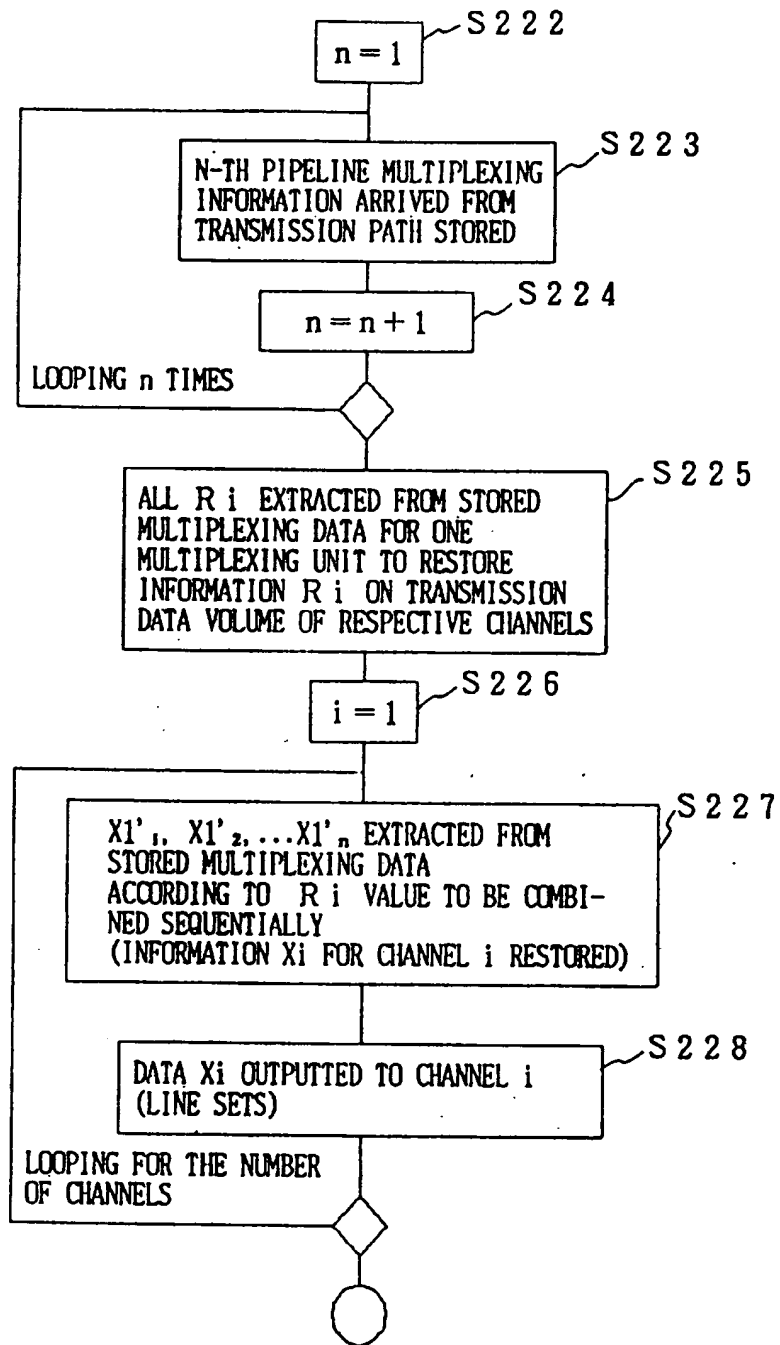 S222
n = 1
S223
N-TH PIPELINE MULTIPLEXING
INFORMATION ARRIVED FROM
TRANSMISSION PATH STORED
S224
n = n + 1
LOOPING n TIMES
S225
ALL Ri EXTRACTED FROM STORED
MULTIPLEXING DATA FOR ONE
MULTIPLEXING UNIT TO RESTORE
INFORMATION Ri ON TRANSMISSION
DATA VOLUME OF RESPECTIVE CHANNELS
S226
i = 1
S227
X1'₁, X1'₂, ...X1'ₙ EXTRACTED FROM
STORED MULTIPLEXING DATA
ACCORDING TO Ri VALUE TO BE COMBI-
NED SEQUENTIALLY
(INFORMATION Xi FOR CHANNEL i RESTORED)
S228
DATA Xi OUTPUTTED TO CHANNEL i
(LINE SETS)
LOOPING FOR THE NUMBER
OF CHANNELS